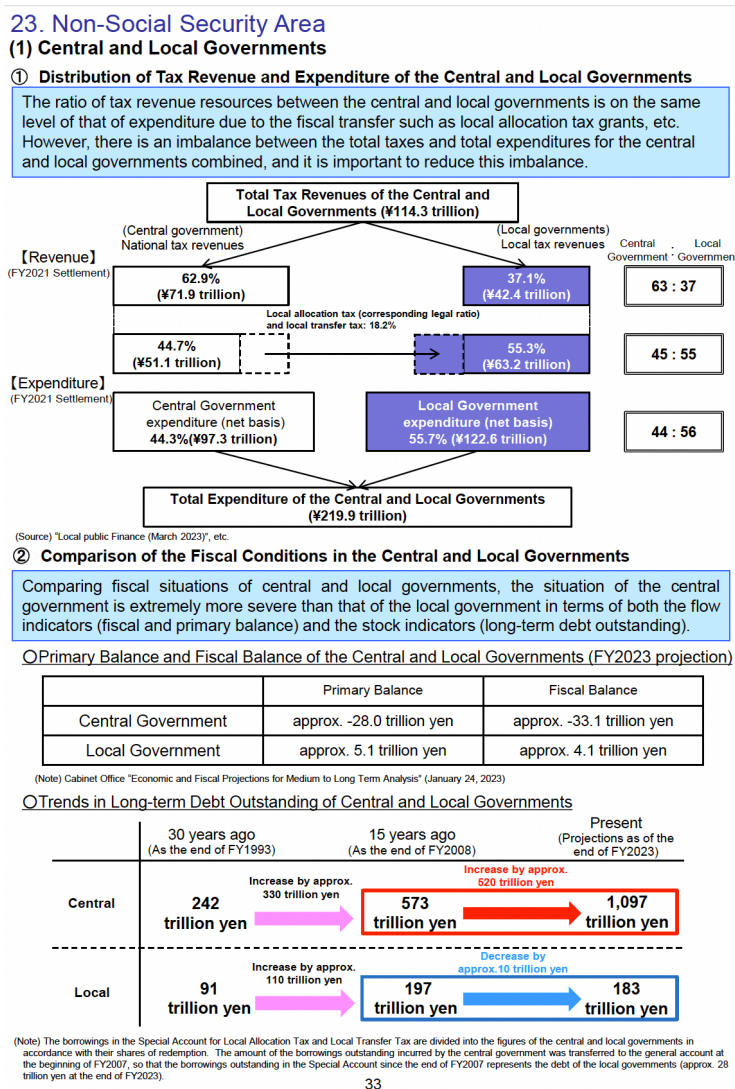 23. Non-Social Security Area
(1) Central and Local Governments
① Distribution of Tax Revenue and Expenditure of the Central and Local Governments
The ratio of tax revenue resources between the central and local governments is on the same
level of that of expenditure due to the fiscal transfer such as local allocation tax grants, etc.
However, there is an imbalance between the total taxes and total expenditures for the central
and local governments combined, and it is important to reduce this imbalance.
Total Tax Revenues of the Central and
Local Governments (¥114.3 trillion)
(Central government)
National tax revenues
(Local governments)
Local tax revenues
Central : Local
Government Governmen
【Revenue】
(FY2021 Settlement)
62.9%
(¥71.9 trillion)
37.1%
(¥42.4 trillion)
63 : 37
Local allocation tax (corresponding legal ratio)
and local transfer tax: 18.2%
44.7%
(¥51.1 trillion)
55.3%
(¥63.2 trillion)
45 : 55
【Expenditure】
(FY2021 Settlement)
Central Government
expenditure (net basis)
44.3%(¥97.3 trillion)
Local Government
expenditure (net basis)
55.7% (¥122.6 trillion)
44 : 56
Total Expenditure of the Central and Local Governments
(¥219.9 trillion)
(Source) "Local public Finance (March 2023)", etc.
② Comparison of the Fiscal Conditions in the Central and Local Governments
Comparing fiscal situations of central and local governments, the situation of the central
government is extremely more severe than that of the local government in terms of both the flow
indicators (fiscal and primary balance) and the stock indicators (long-term debt outstanding).
○Primary Balance and Fiscal Balance of the Central and Local Governments (FY2023 projection)
Primary Balance Fiscal Balance
Central Government approx. -28.0 trillion yen approx. -33.1 trillion yen
Local Government approx. 5.1 trillion yen approx. 4.1 trillion yen
(Note) Cabinet Office "Economic and Fiscal Projections for Medium to Long Term Analysis" (January 24, 2023)
○Trends in Long-term Debt Outstanding of Central and Local Governments
30 years ago
(As the end of FY1993)
15 years ago
(As the end of FY2008)
Present
(Projections as of the
end of FY2023)
Central
242
trillion yen
Increase by approx.
330 trillion yen
573
trillion yen
Increase by approx.
520 trillion yen
1,097
trillion yen
Local
91
trillion yen
Increase by approx.
110 trillion yen
197
trillion yen
Decrease by
approx.10 trillion yen
183
trillion yen
(Note) The borrowings in the Special Account for Local Allocation Tax and Local Transfer Tax are divided into the figures of the central and local governments in
accordance with their shares of redemption. The amount of the borrowings outstanding incurred by the central government was transferred to the general account at
the beginning of FY2007, so that the borrowings outstanding in the Special Account since the end of FY2007 represents the debt of the local governments (approx. 28
trillion yen at the end of FY2023).
33